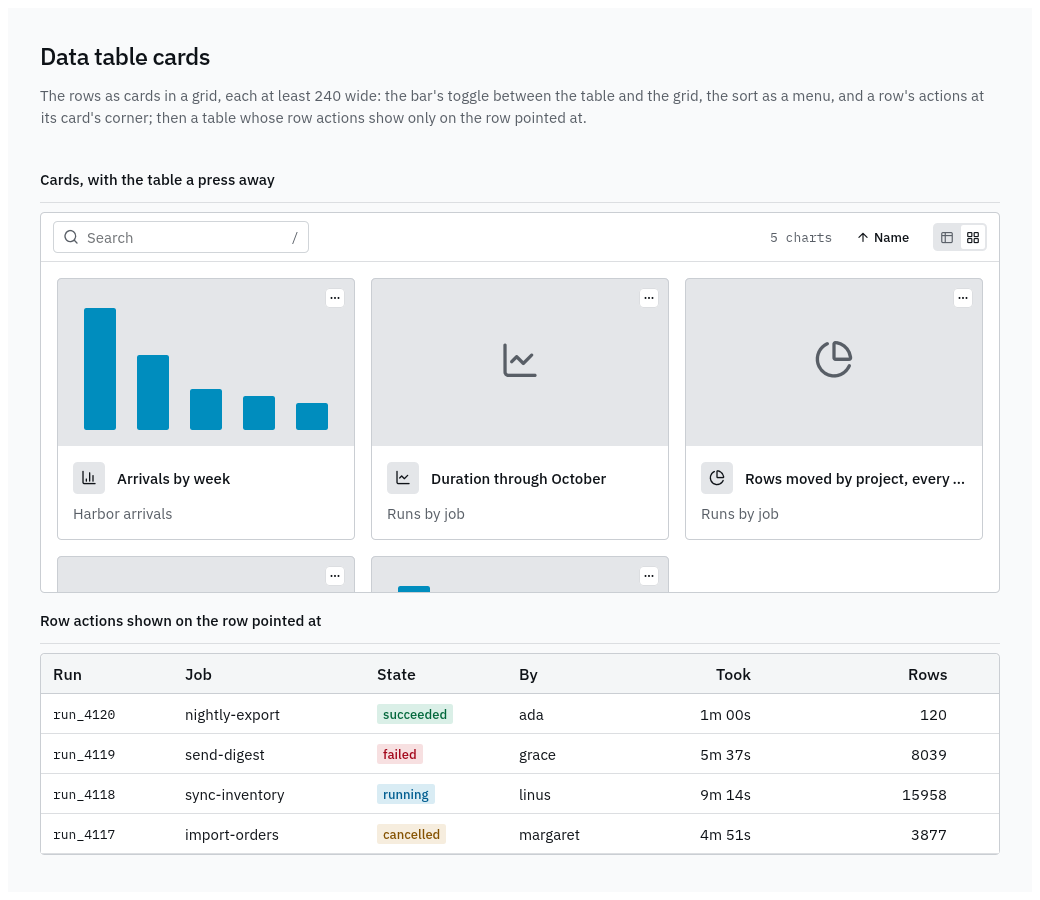 Data table cards
The rows as cards in a grid, each at least 240 wide: the bar's toggle between the table and the grid, the sort as a menu, and a row's actions at
its card's corner; then a table whose row actions show only on the row pointed at.
Cards, with the table a press away
Search /
5 charts
Name
Arrivals by week
Harbor arrivals
Duration through October
Runs by job
Rows moved by project, every ...
Runs by job
Row actions shown on the row pointed at
Run Job State By Took Rows
run_4120 nightly-export succeeded ada 1m 00s 120
run_4119 send-digest failed grace 5m 37s 8039
run_4118 sync-inventory running linus 9m 14s 15958
run_4117 import-orders cancelled margaret 4m 51s 3877